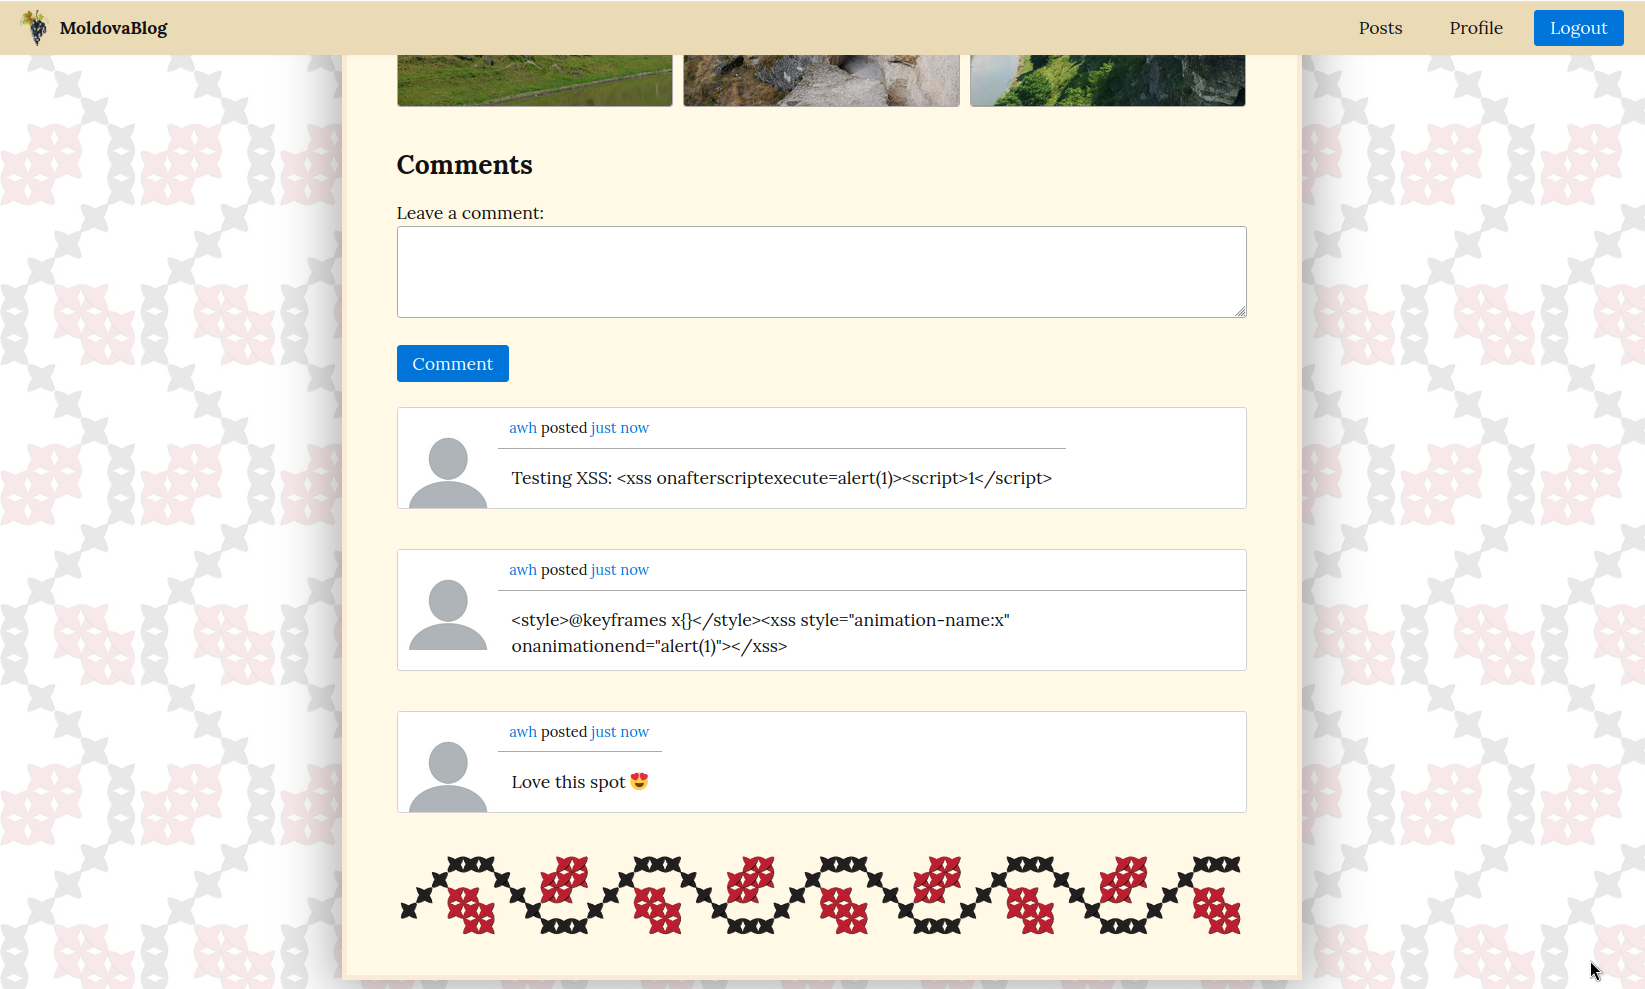 MoldovaBlog
Posts
Profile
Logout
Comments
Leave a comment:
Comment
awh posted just now
Testing XSS: <xss onafterscriptexecute=alert(1)><script>1</script>
awh posted just now
<style>@keyframes x{}</style><xss style="animation-name:x"
onanimationend="alert(1)"></xss>
awh posted just now
Love this spot 😍